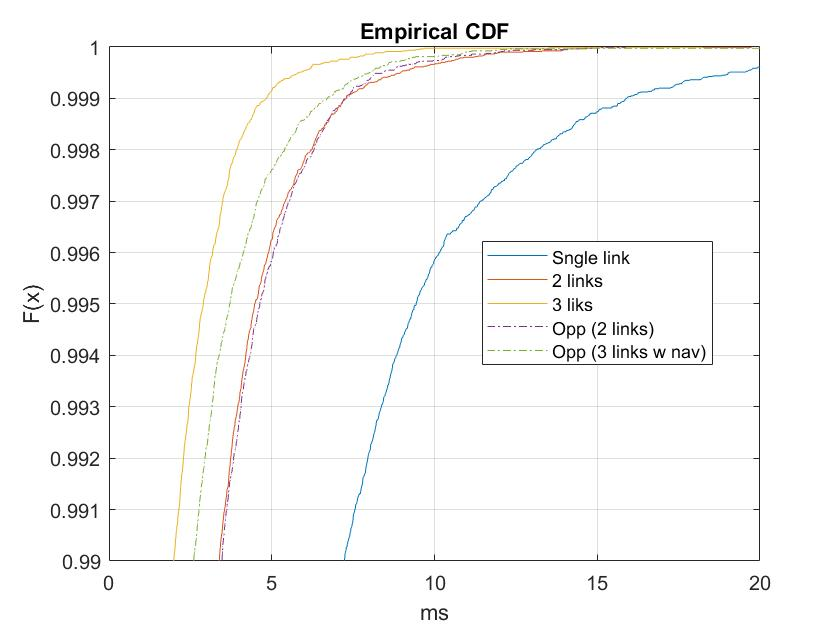 Empirical CDF
1
0.999
0.998
0.997
0.996
0.995
0.994
0.993
0.992
0.991
0.99
F(x)
Sngle link
2 links
3 liks
Opp (2 links)
Opp (3 links w nav)
0 5 10 15 20
ms